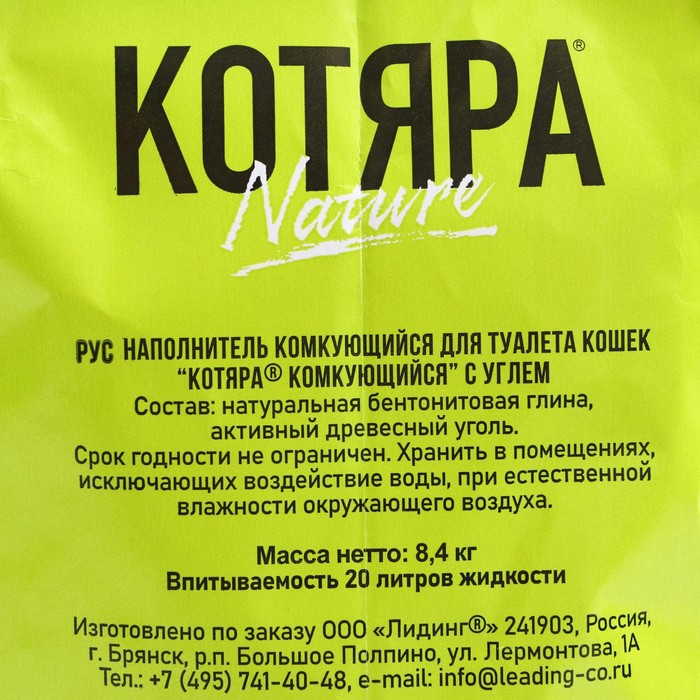 КОТЯРА®
Nature
РУС НАПОЛНИТЕЛЬ КОМКУЮЩИЙСЯ ДЛЯ ТУАЛЕТА КОШЕК
“КОТЯРА® КОМКУЮЩИЙСЯ” С УГЛЕМ
Состав: натуральная бентонитовая глина,
активный древесный уголь.
Срок годности не ограничен. Хранить в помещениях,
исключающих воздействие воды, при естественной
влажности окружающего воздуха.
Масса нетто: 8,4 кг
Впитываемость 20 литров жидкости
Изготовлено по заказу ООО «Лидинг®» 241903, Россия,
г. Брянск, р.п. Большое Полпино, ул. Лермонтова, 1А
Тел.: +7 (495) 741-40-48, e-mail: info@leading-co.ru